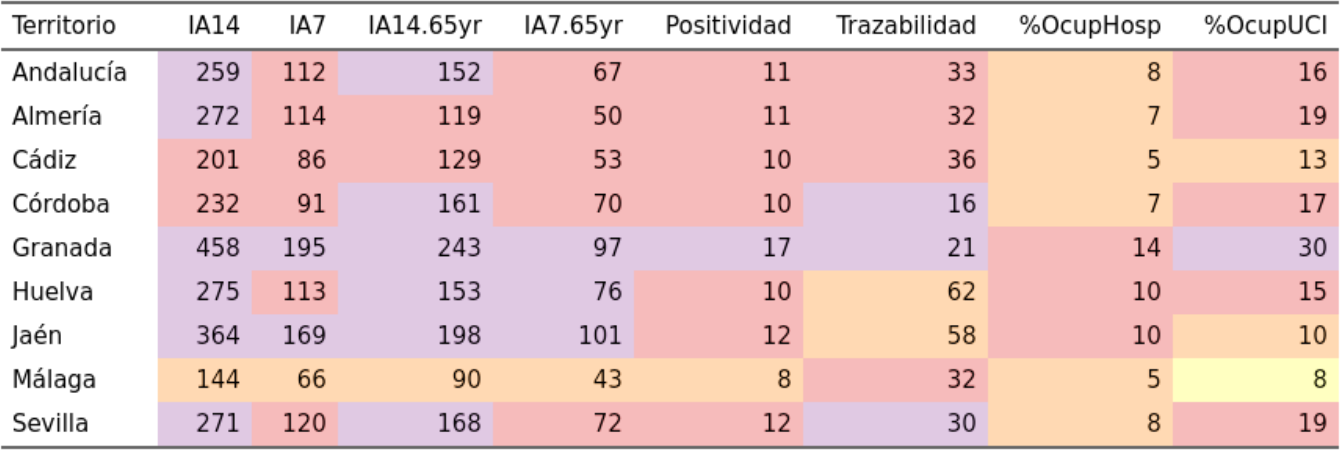 Territorio IA14 IA7 IA14.65yr IA7.65yr Positividad Trazabilidad %OcupHosp %OcupUCI
Andalucía 259 112 152 67 11 33 8 16
Almería 272 114 119 50 11 32 7 19
Cádiz 201 86 129 53 10 36 5 13
Córdoba 232 91 161 70 10 16 7 17
Granada 458 195 243 97 17 21 14 30
Huelva 275 113 153 76 10 62 10 15
Jaén 364 169 198 101 12 58 10 10
Málaga 144 66 90 43 8 32 5 8
Sevilla 271 120 168 72 12 30 8 19